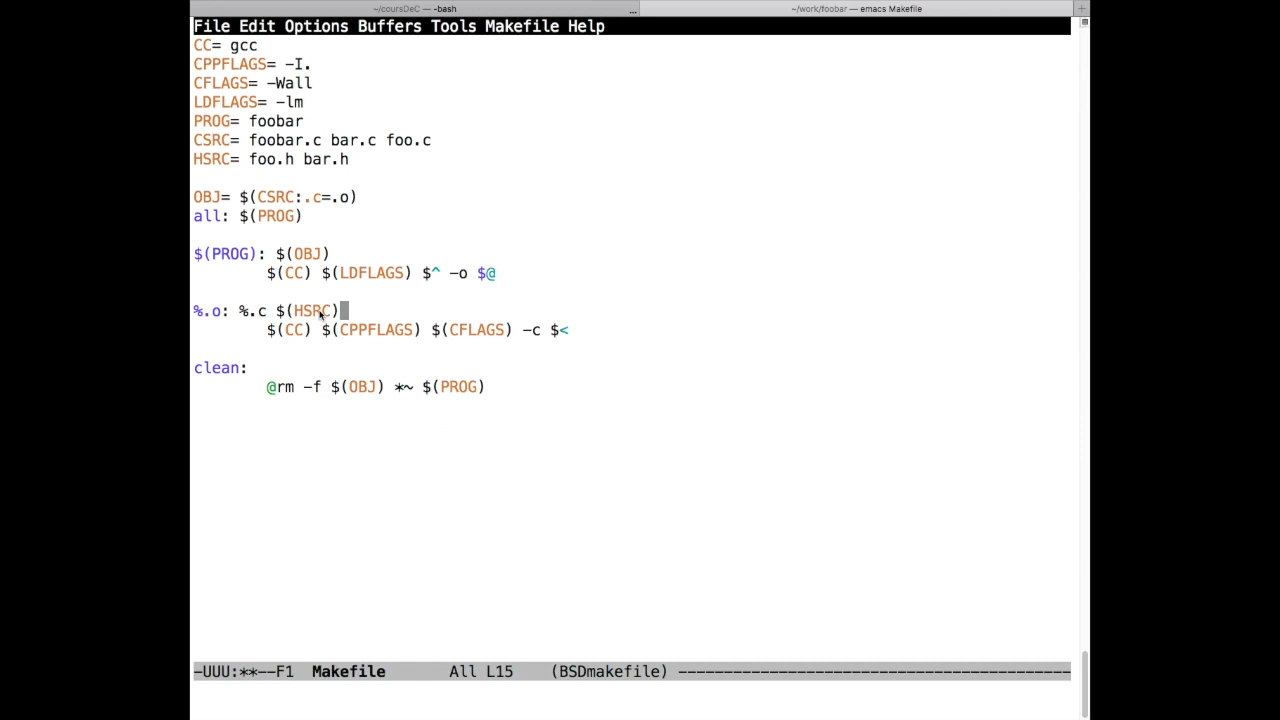 ~/coursDeC — -bash ... ~/work/foobar — emacs Makefile +
File Edit Options Buffers Tools Makefile Help
CC= gcc
CPPFLAGS= -I.
CFLAGS= -Wall
LDFLAGS= -lm
PROG= foobar
CSRC= foobar.c bar.c foo.c
HSRC= foo.h bar.h
OBJ= $(CSRC:.c=.o)
all: $(PROG)
$(PROG): $(OBJ)
$(CC) $(LDFLAGS) $^ -o $@
%.o: %.c $(HSRC)
$(CC) $(CPPFLAGS) $(CFLAGS) -c $<
clean:
@rm -f $(OBJ) *~ $(PROG)
-UUU:**--F1 Makefile All L15 (BSDmakefile) -------------------------------------------